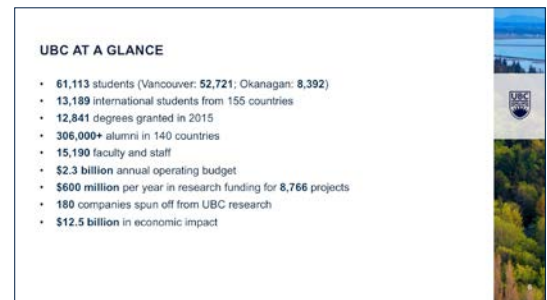 UBC AT A GLANCE
• 61,113 students (Vancouver: 52,721; Okanagan: 8,392)
• 13,189 international students from 155 countries
• 12,841 degrees granted in 2015
• 306,000+ alumni in 140 countries
• 15,190 faculty and staff
• $2.3 billion annual operating budget
• $600 million per year in research funding for 8,766 projects
• 180 companies spun off from UBC research
• $12.5 billion in economic impact
UBC